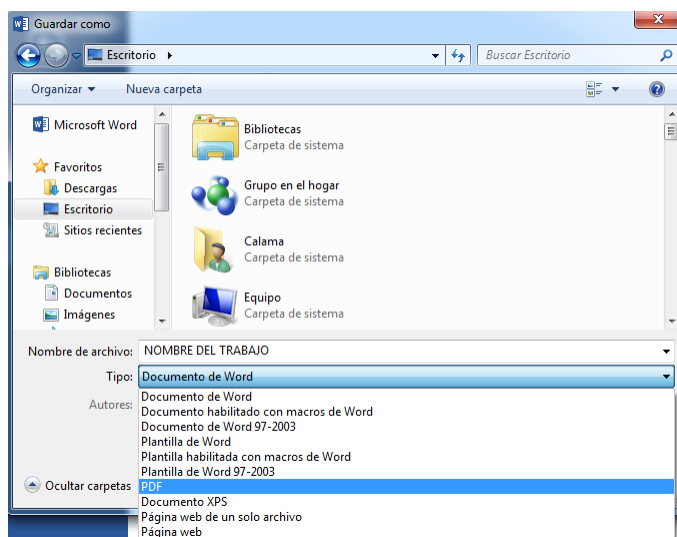 Guardar como
Escritorio
Buscar Escritorio
Organizar
Nueva carpeta
Microsoft Word
Favoritos
Descargas
Escritorio
Sitios recientes
Bibliotecas
Documentos
Imágenes
Bibliotecas
Carpeta de sistema
Grupo en el hogar
Carpeta de sistema
Calama
Carpeta de sistema
Equipo
Carpeta de sistema
Nombre de archivo: NOMBRE DEL TRABAJO
Tipo: Documento de Word
Autores:
Documento de Word
Documento habilitado con macros de Word
Documento de Word 97-2003
Plantilla de Word
Plantilla habilitada con macros de Word
Plantilla de Word 97-2003
PDF
Documento XPS
Página web de un solo archivo
Página web
Ocultar carpetas